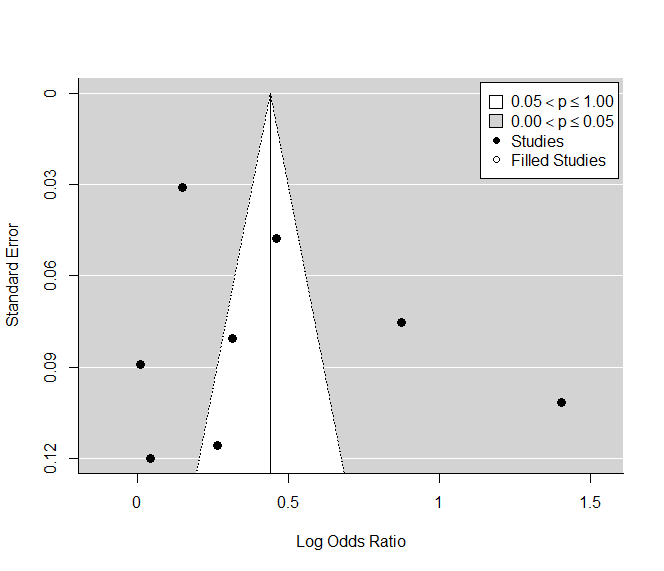 0.05 < p ≤ 1.00
0.00 < p ≤ 0.05
Studies
Filled Studies
Standard Error
0
0.03
0.06
0.09
0.12
0
0.5
1
1.5
Log Odds Ratio